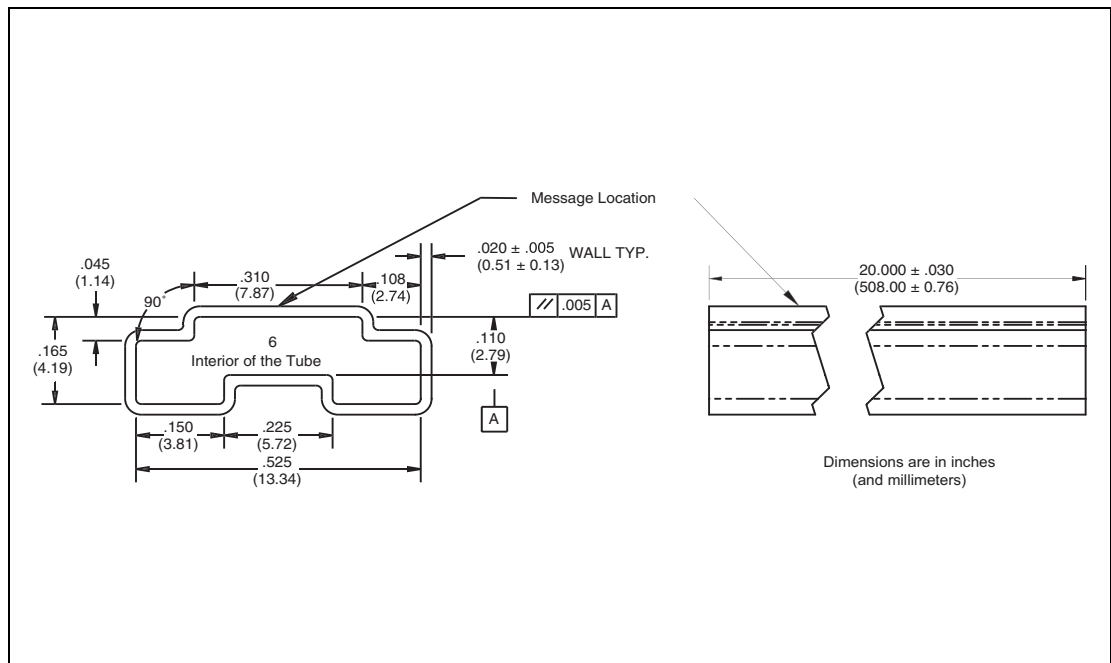 Message Location
.020 ± .005
(0.51 ± 0.13)
WALL TYP.
.045
(1.14)
90°
.310
(7.87)
.108
(2.74)
// .005 A
.165
(4.19)
6
Interior of the Tube
.110
(2.79)
A
.150
(3.81)
.225
(5.72)
.525
(13.34)
20.000 ± .030
(508.00 ± 0.76)
Dimensions are in inches
(and millimeters)